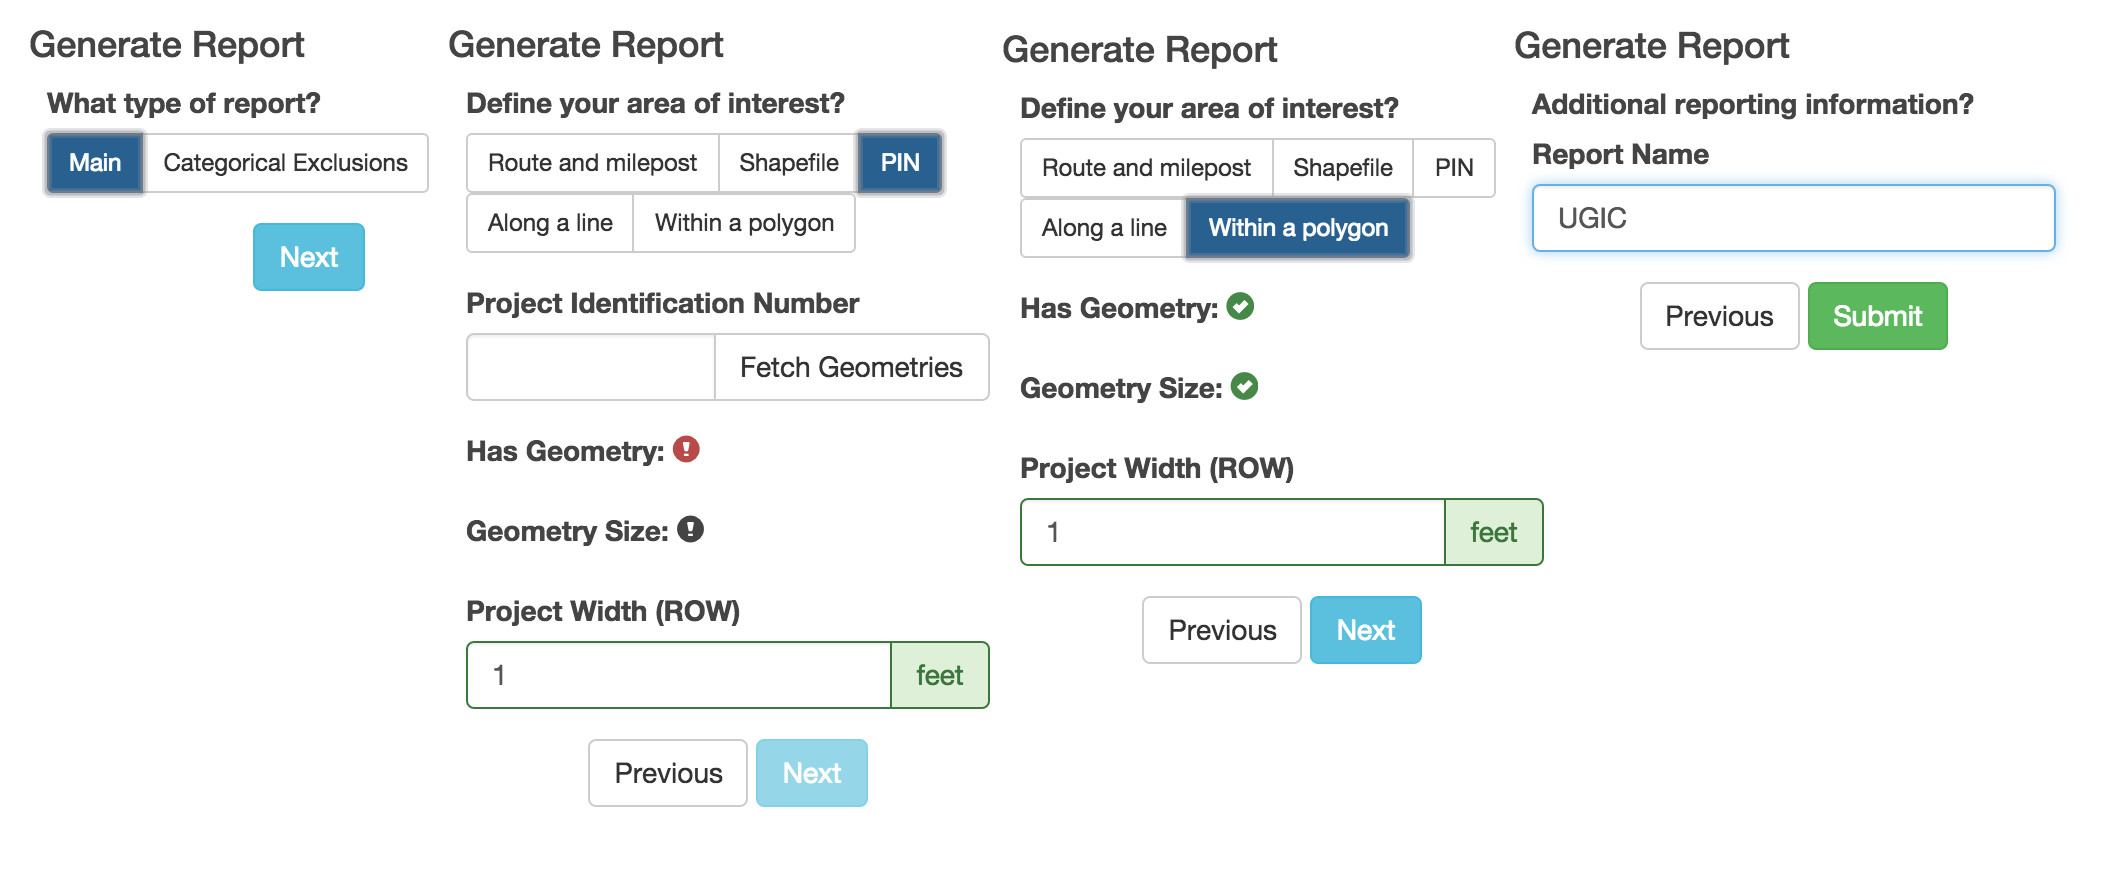 Generate Report
What type of report?
Main Categorical Exclusions
Next
Generate Report
Define your area of interest?
Route and milepost Shapefile PIN
Along a line Within a polygon
Project Identification Number
Fetch Geometries
Has Geometry:
Geometry Size:
Project Width (ROW)
1 feet
Previous Next
Generate Report
Define your area of interest?
Route and milepost Shapefile PIN
Along a line Within a polygon
Has Geometry:
Geometry Size:
Project Width (ROW)
1 feet
Previous Next
Generate Report
Additional reporting information?
Report Name
UGIC
Previous Submit